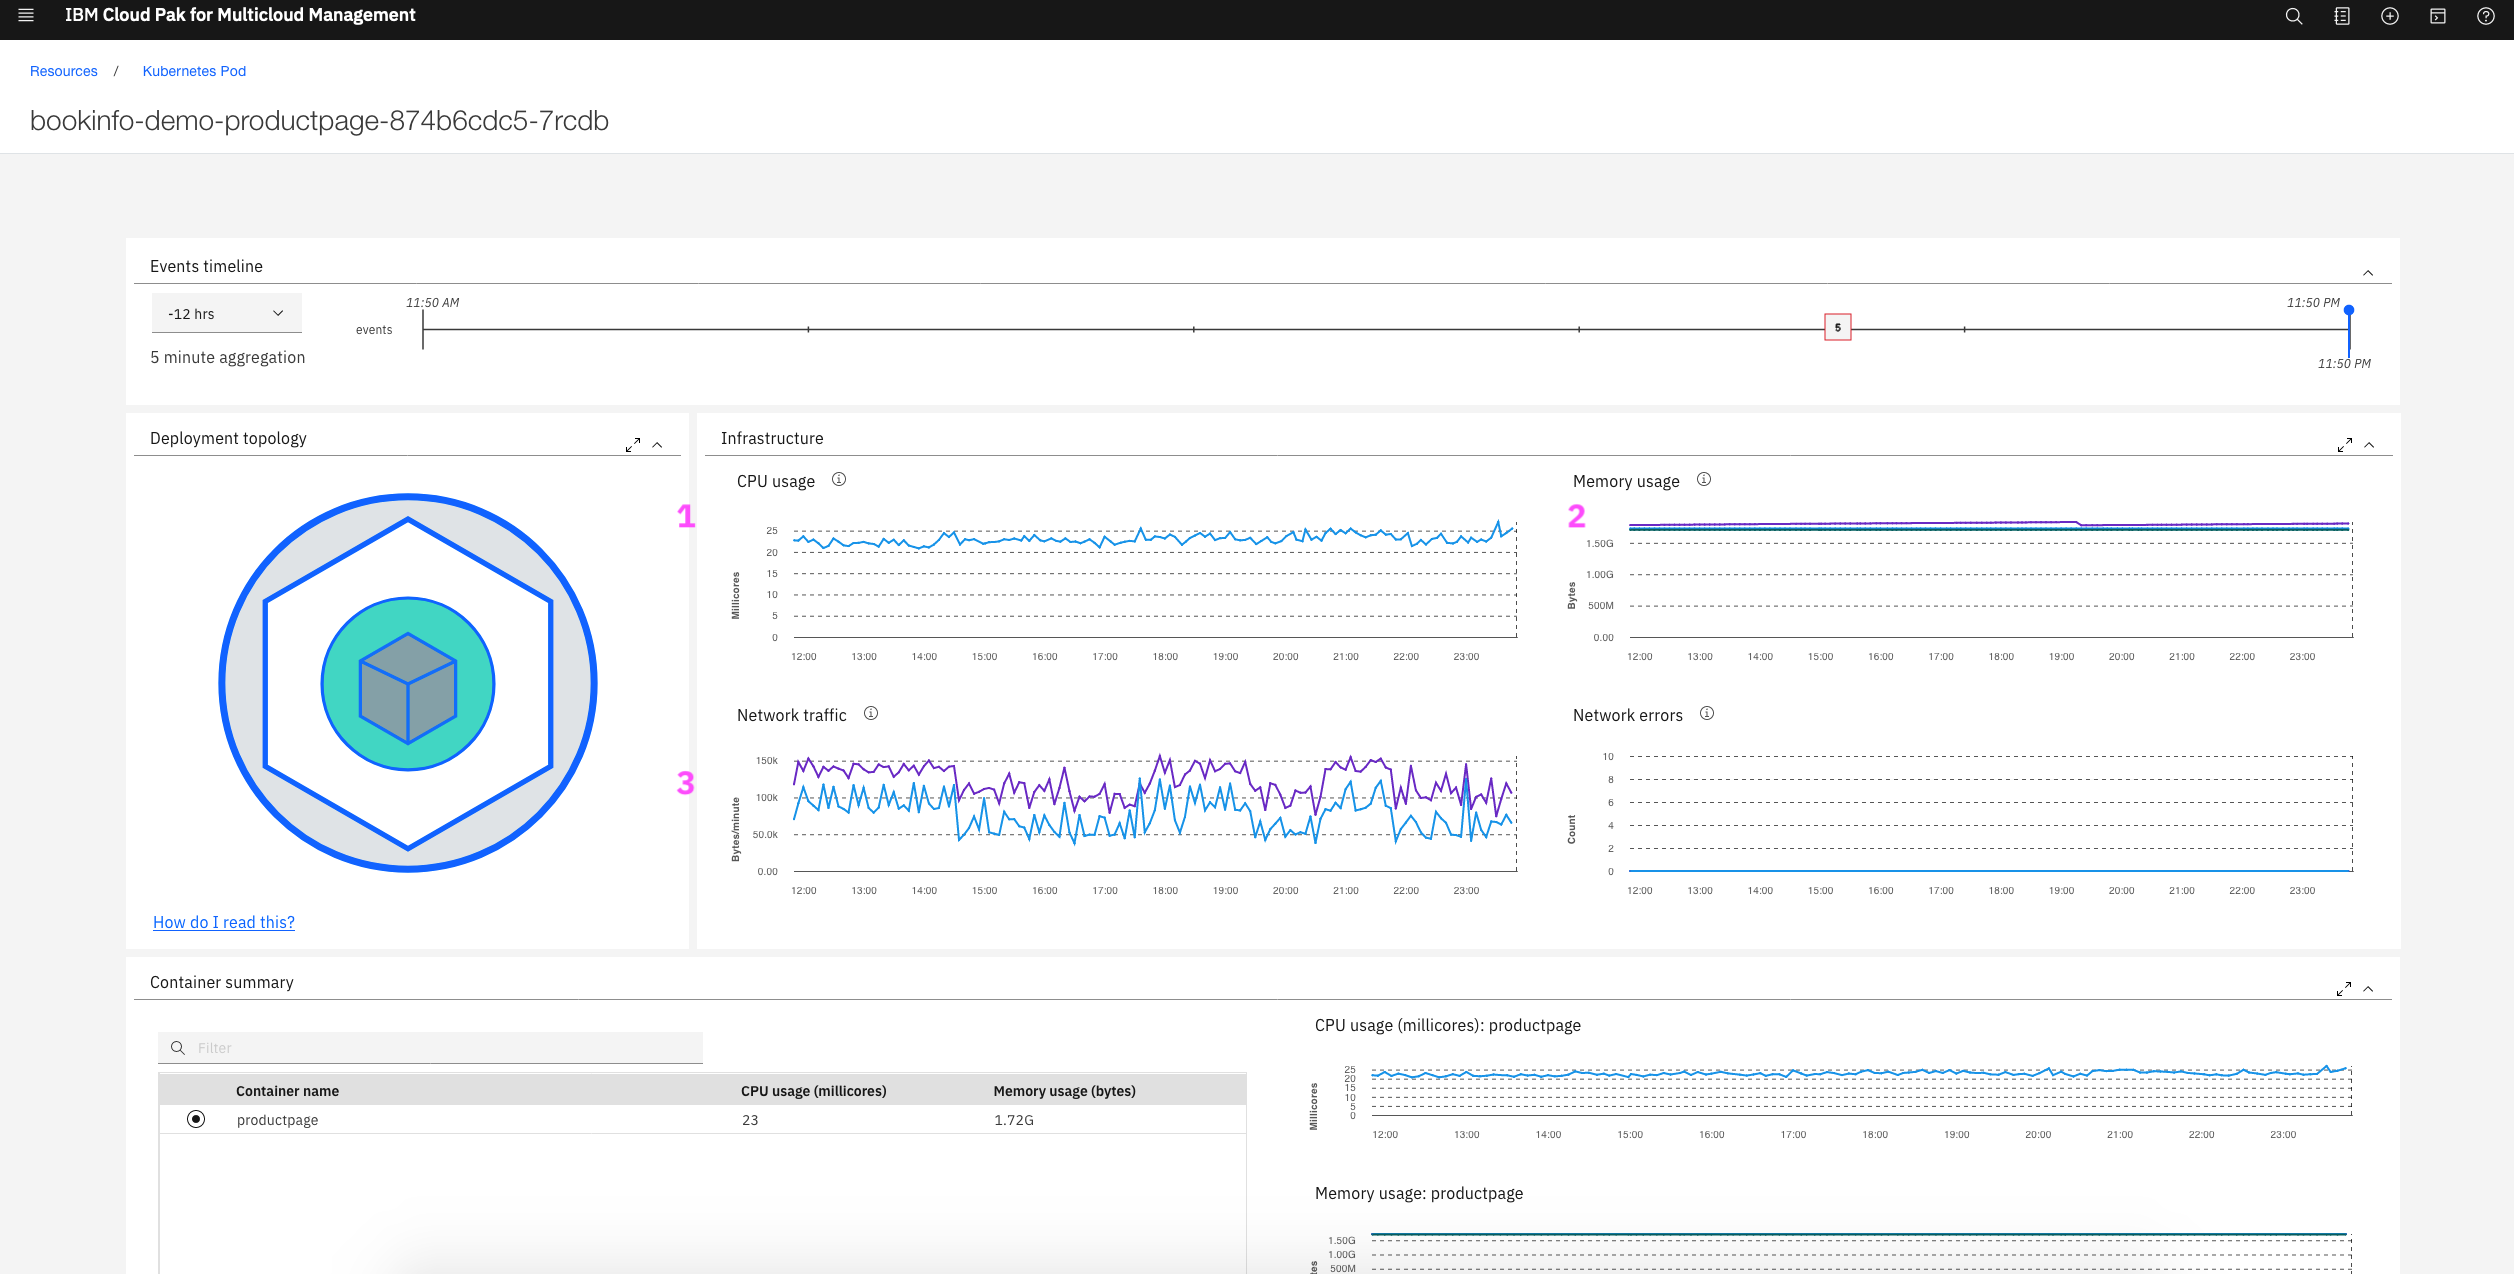 IBM Cloud Pak for Multicloud Management
Resources / Kubernetes Pod
bookinfo-demo-productpage-874b6cdc5-7rcdb
Events timeline
-12 hrs
5 minute aggregation
11:50 AM
11:50 PM
events
5
11:50 PM
Deployment topology
How do I read this?
Infrastructure
1
CPU usage
Millicores
25
20
15
10
5
0
12:00 13:00 14:00 15:00 16:00 17:00 18:00 19:00 20:00 21:00 22:00 23:00
2
Memory usage
Bytes
1.50G
1.00G
500M
0.00
12:00 13:00 14:00 15:00 16:00 17:00 18:00 19:00 20:00 21:00 22:00 23:00
3
Network traffic
Bytes/minute
150k
100k
50.0k
0.00
12:00 13:00 14:00 15:00 16:00 17:00 18:00 19:00 20:00 21:00 22:00 23:00
Network errors
Count
10
8
6
4
2
0
12:00 13:00 14:00 15:00 16:00 17:00 18:00 19:00 20:00 21:00 22:00 23:00
Container summary
Filter
Container name CPU usage (millicores) Memory usage (bytes)
productpage 23 1.72G
CPU usage (millicores): productpage
Millicores
25
20
15
10
5
0
12:00 13:00 14:00 15:00 16:00 17:00 18:00 19:00 20:00 21:00 22:00 23:00
Memory usage: productpage
1.50G
1.00G
500M